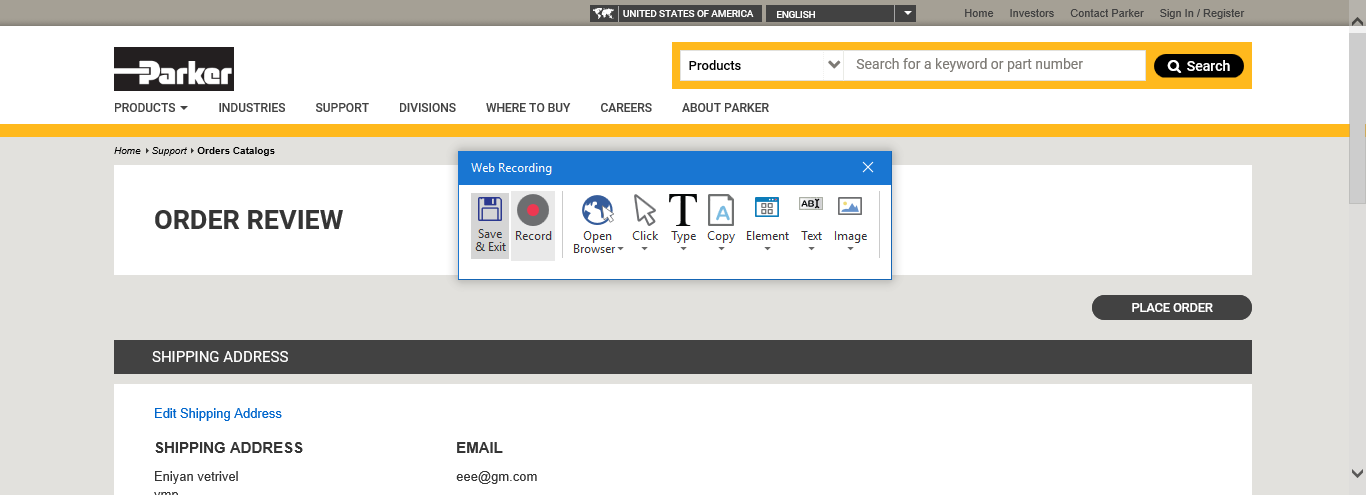 UNITED STATES OF AMERICA ENGLISH Home Investors Contact Parker Sign In / Register
Parker
Products Search for a keyword or part number Search
PRODUCTS INDUSTRIES SUPPORT DIVISIONS WHERE TO BUY CAREERS ABOUT PARKER
Home Support Orders Catalogs
Web Recording
ORDER REVIEW
ABI
A
T
Save & Exit
Record
Open Browser
Click
Type
Copy
Element
Text
Image
PLACE ORDER
SHIPPING ADDRESS
Edit Shipping Address
SHIPPING ADDRESS EMAIL
Eniyan vetrivel eee@gm.com
vmp